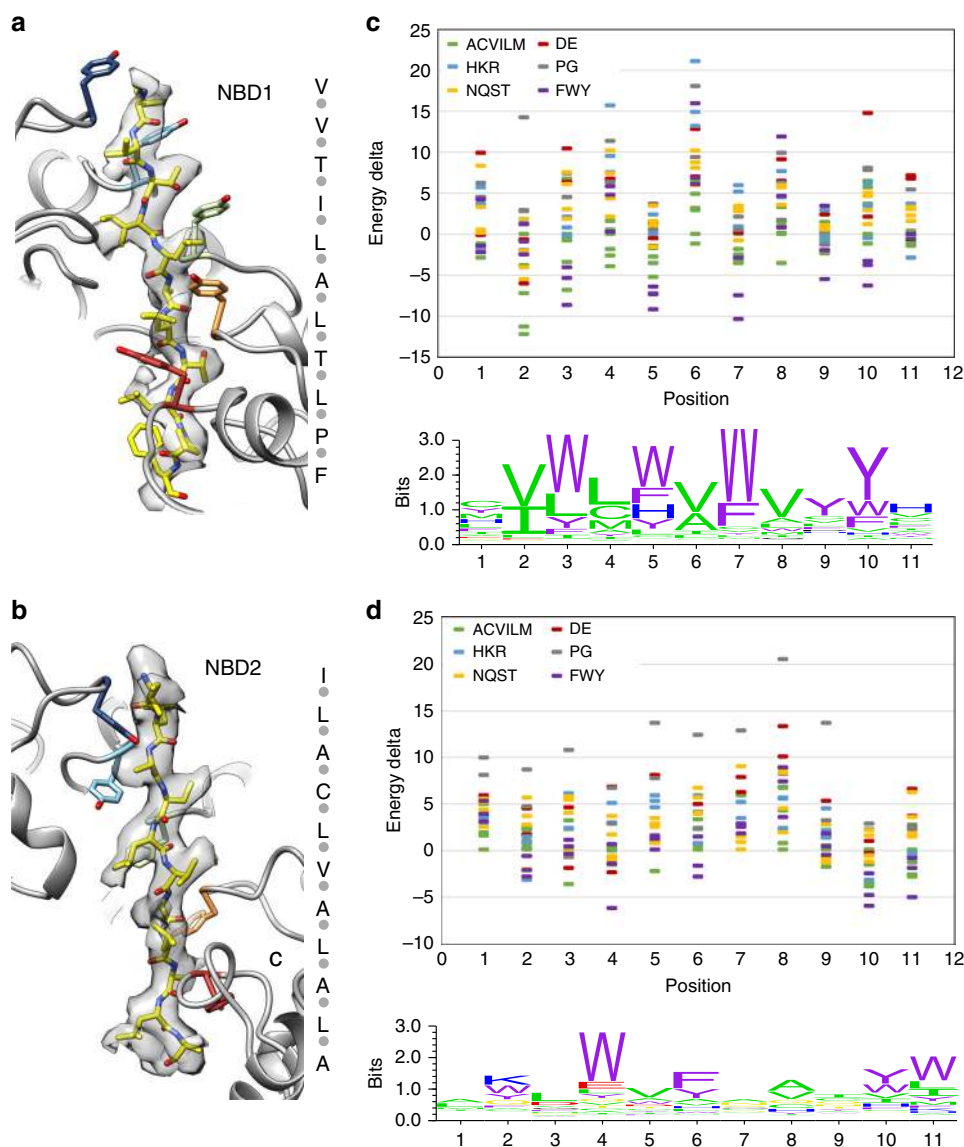 a
NBD1
V
V
T
I
L
A
L
T
L
P
F
c
25
20
15
10
5
0
−5
−10
−15
Energy delta
ACVILM DE
HKR PG
NQST FWY
0 1 2 3 4 5 6 7 8 9 10 11 12
Position
3.0
2.0
1.0
0.0
Bits
V W L W V W V Y Y H
I L C F A F W
Y M H F
Y
1 2 3 4 5 6 7 8 9 10 11
b
NBD2
C
I
L
A
C
L
V
A
L
A
L
A
d
25
20
15
10
5
0
−5
−10
Energy delta
ACVILM DE
HKR PG
NQST FWY
0 1 2 3 4 5 6 7 8 9 10 11 12
Position
3.0
2.0
1.0
0.0
Bits
K W F A Y W
W E Y W
1 2 3 4 5 6 7 8 9 10 11